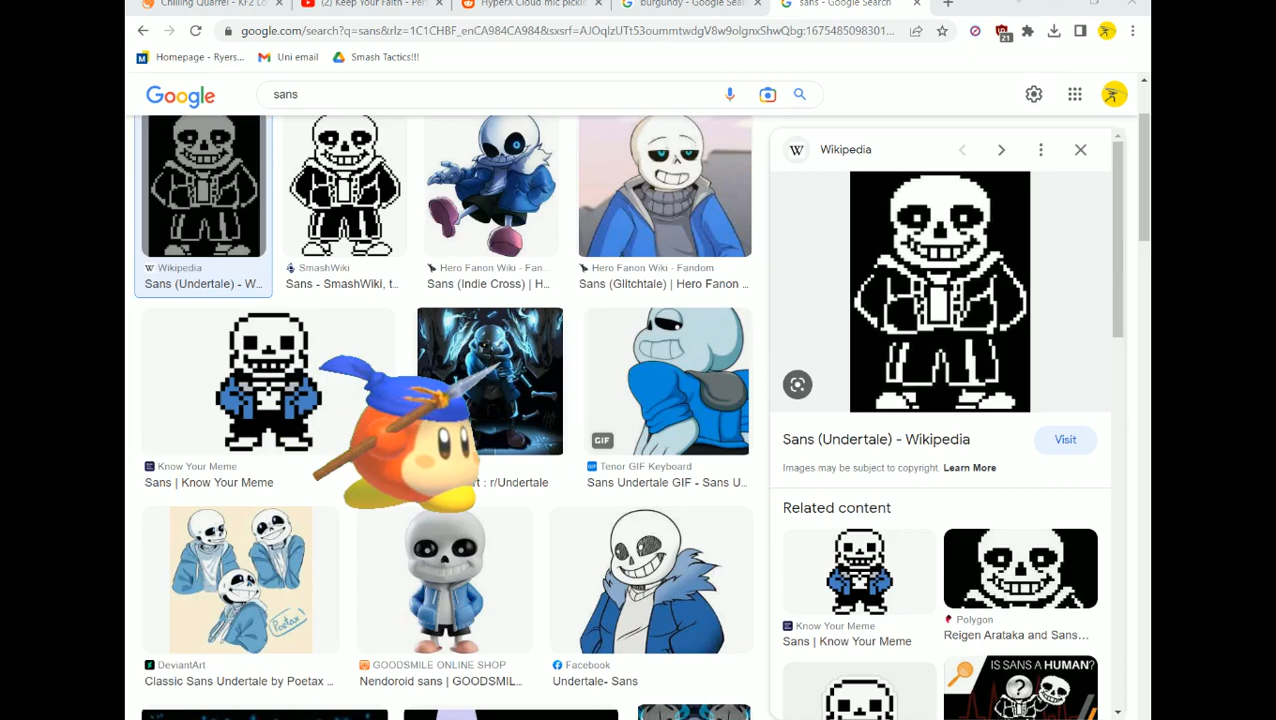 Chilling Quarrel - KF2 Lo
(2) Keep Your Faith - Per
HyperX Cloud mic pickin
burgundy - Google Sear
sans - Google Search
google.com/search?q=sans&rlz=1C1CHBF_enCA984CA984&sxsrf=AJOqlzUTt53oummtwdgV8w9olgnxShwQbg:1675485098301...
21
Homepage - Ryers...
Uni email
Smash Tactics!!!
Google
sans
Wikipedia
Sans (Undertale) - W...
SmashWiki
Sans - SmashWiki, t...
Hero Fanon Wiki - Fan...
Sans (Indie Cross) | H...
Hero Fanon Wiki - Fandom
Sans (Glitchtale) | Hero Fanon ...
Know Your Meme
Sans | Know Your Meme
rt : r/Undertale
GIF
Tenor GIF Keyboard
Sans Undertale GIF - Sans U...
Poetax!
DeviantArt
Classic Sans Undertale by Poetax ...
GOODSMILE ONLINE SHOP
Nendoroid sans | GOODSMIL...
Facebook
Undertale- Sans
W
Wikipedia
Sans (Undertale) - Wikipedia
Visit
Images may be subject to copyright. Learn More
Related content
Know Your Meme
Sans | Know Your Meme
Polygon
Reigen Arataka and Sans...
IS SANS A HUMAN?
?